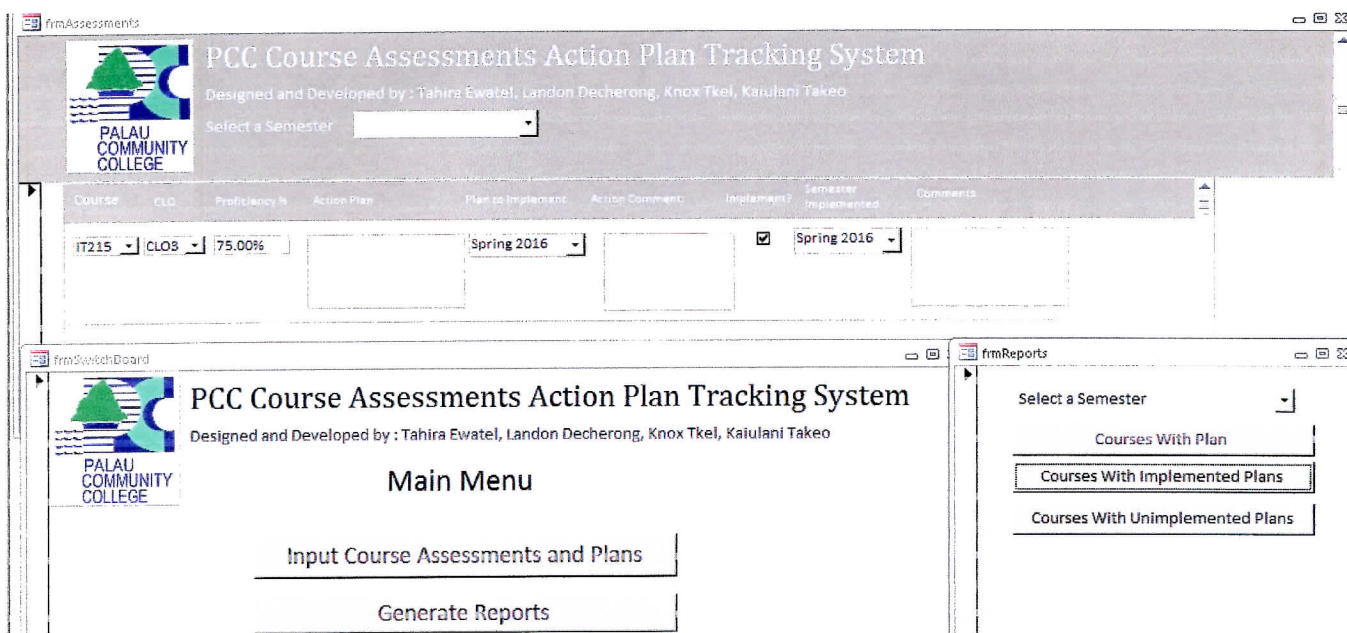 frmAssessments
PCC Course Assessments Action Plan Tracking System
Designed and Developed by : Tahira Ewatel, Landon Decherong, Knox Tkel, Kaiulani Takeo
Select a Semester
PALAU
COMMUNITY
COLLEGE
Course CLO Proficiency % Action Plan Plan to Implement Action Comment: Implement? Semester Implemented Comments
IT215 CLO3 75.00% Spring 2016 Spring 2016
frmSwitchBoard
PCC Course Assessments Action Plan Tracking System
Designed and Developed by : Tahira Ewatel, Landon Decherong, Knox Tkel, Kaiulani Takeo
PALAU
COMMUNITY
COLLEGE
Main Menu
Input Course Assessments and Plans
Generate Reports
frmReports
Select a Semester
Courses With Plan
Courses With Implemented Plans
Courses With Unimplemented Plans